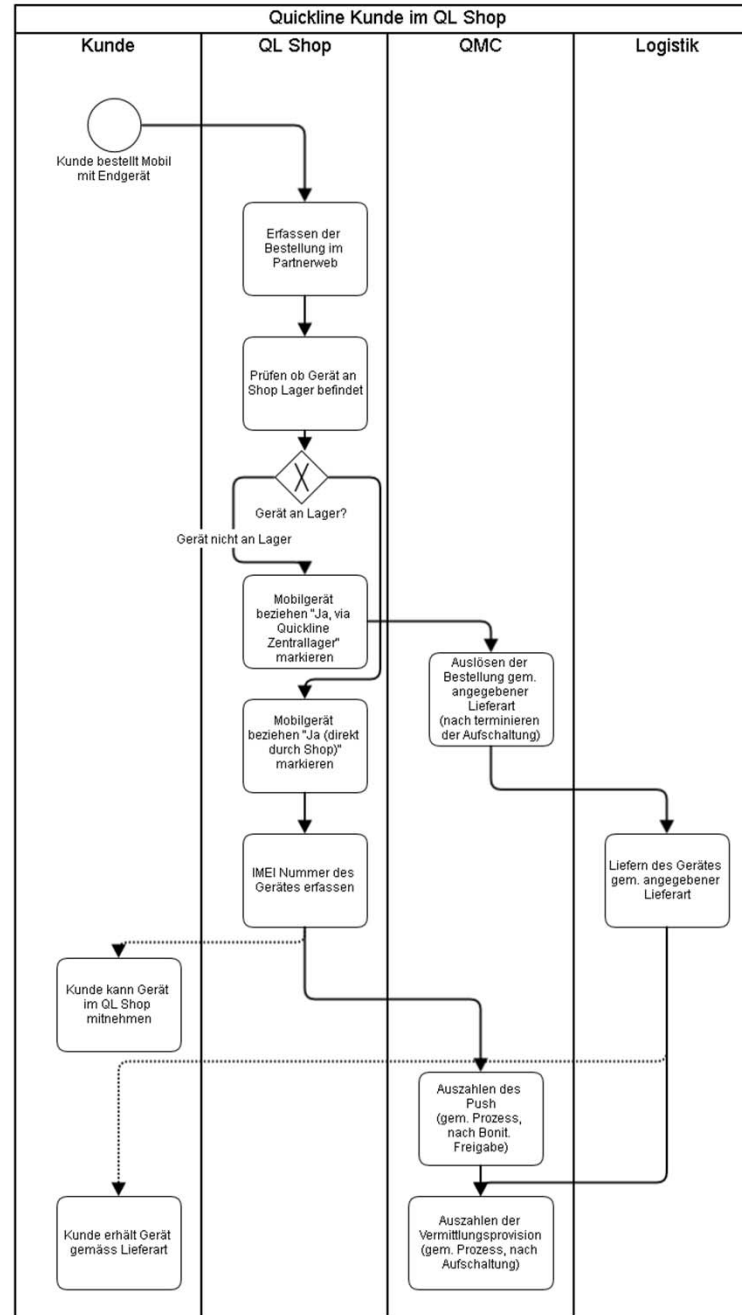 Quickline Kunde im QL Shop
Kunde
QL Shop
QMC
Logistik
Kunde bestellt Mobil
mit Endgerät
Erfassen der
Bestellung im
Partnerweb
Prüfen ob Gerät an
Shop Lager befindet
Gerät an Lager?
Gerät nicht an Lager
Mobilgerät
beziehen "Ja, via
Quickline
Zentrallager"
markieren
Auslösen der
Bestellung gem.
angegebener
Lieferart
(nach terminieren
der Aufschaltung)
Mobilgerät
beziehen "Ja (direkt
durch Shop)"
markieren
IMEI Nummer des
Gerätes erfassen
Liefern des Gerätes
gem. angegebener
Lieferart
Kunde kann Gerät
im QL Shop
mitnehmen
Auszahlen des
Push
(gem. Prozess,
nach Bonit.
Freigabe)
Kunde erhält Gerät
gemäss Lieferart
Auszahlen der
Vermittlungsprovision
(gem. Prozess, nach
Aufschaltung)